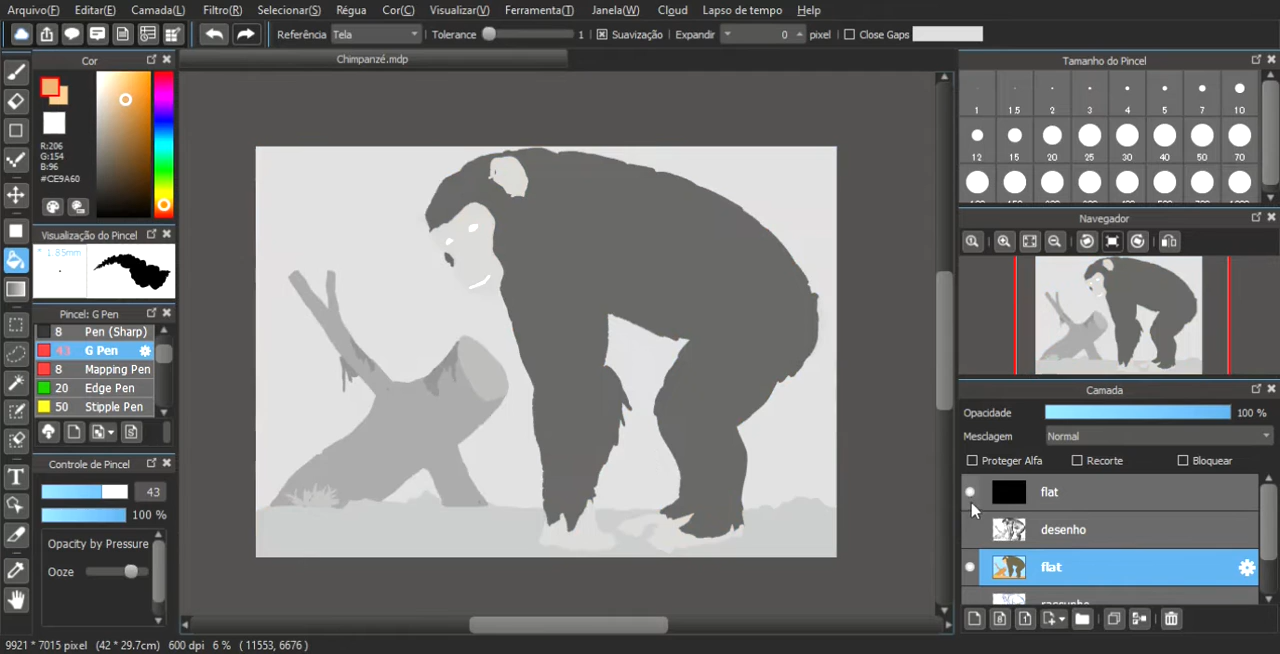 Arquivo(F) Editar(E) Camada(L) Filtro(R) Selecionar(S) Régua Cor(C) Visualizar(V) Ferramenta(T) Janela(W) Cloud Lapso de tempo Help
Referência Tela Tolerance 1 Suavização Expandir 0 pixel Close Gaps
Cor
Chimpanzé.mdp
Tamanho do Pincel
R:206
G:154
B:96
#CE9A60
1 1.5 2 3 4 5 7 10
12 15 20 25 30 40 50 70
Navegador
Visualização do Pincel
* 1.85mm
Pincel: G Pen
8 Pen (Sharp)
43 G Pen
8 Mapping Pen
20 Edge Pen
50 Stipple Pen
Controle de Pincel
43
100 %
Opacity by Pressure
Ooze
Camada
Opacidade 100 %
Mesclagem Normal
Proteger Alfa Recorte Bloquear
flat
desenho
flat
9921 * 7015 pixel (42 * 29.7cm) 600 dpi 6 % ( 11553, 6676 )